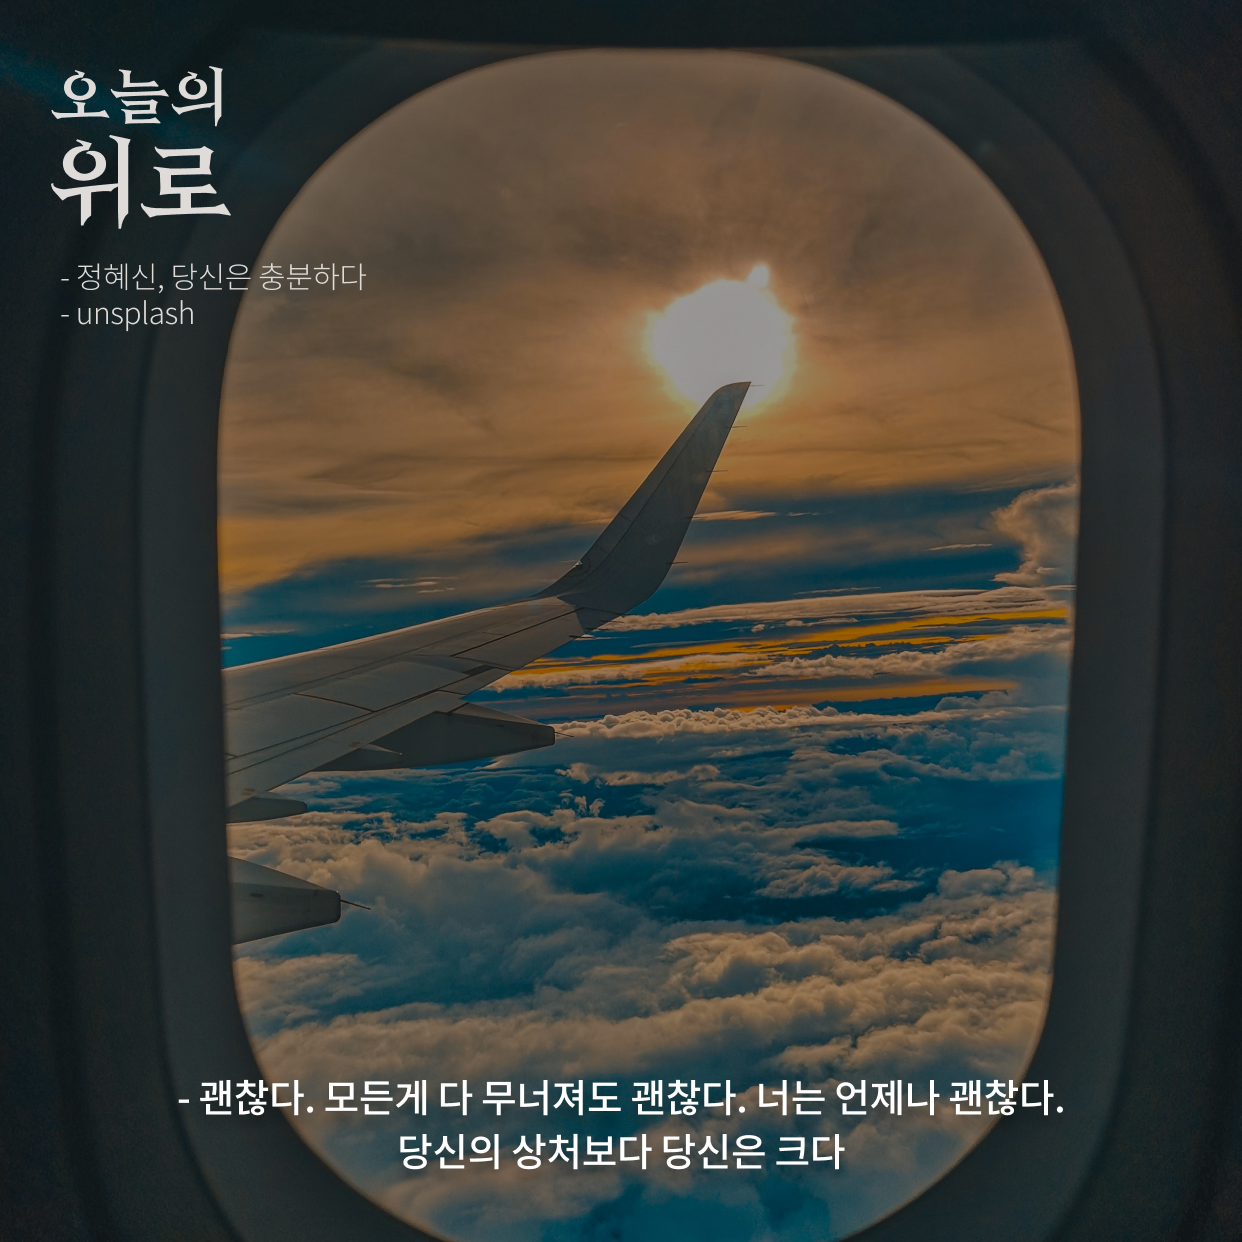 오늘의
위로
- 정혜신, 당신은 충분하다
- unsplash
- 괜찮다. 모든게 다 무너져도 괜찮다. 너는 언제나 괜찮다.
당신의 상처보다 당신은 크다